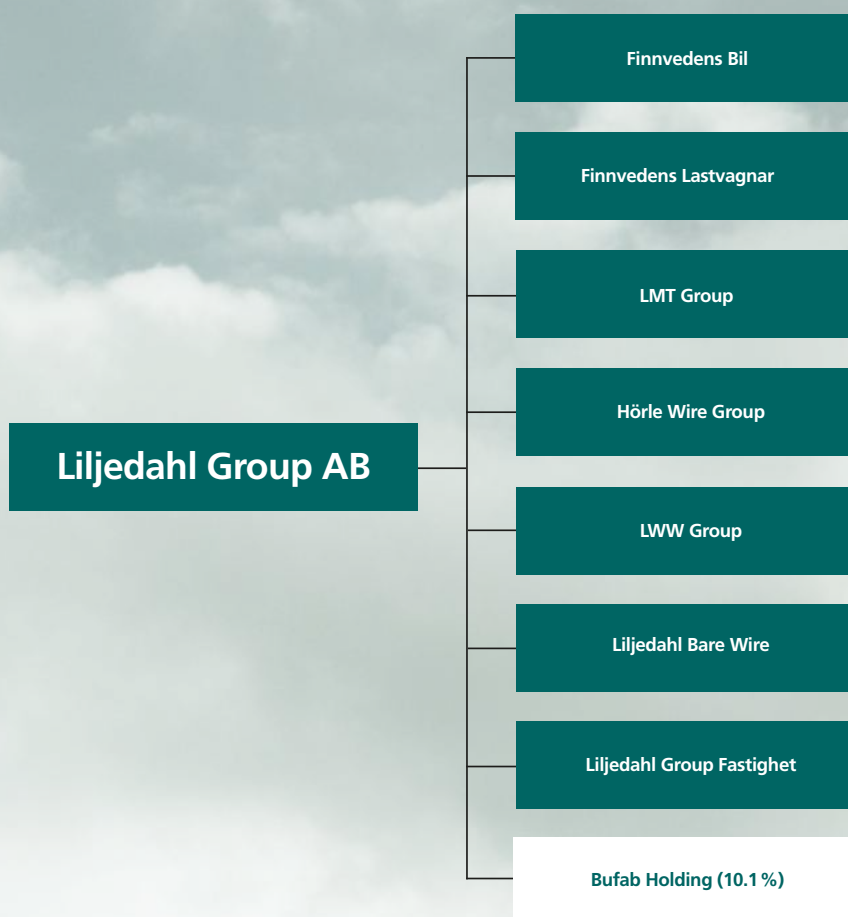 Finnvedens Bil
Finnvedens Lastvagnar
LMT Group
Hörle Wire Group
Liljedahl Group AB
LWW Group
Liljedahl Bare Wire
Liljedahl Group Fastighet
Bufab Holding (10.1 %)